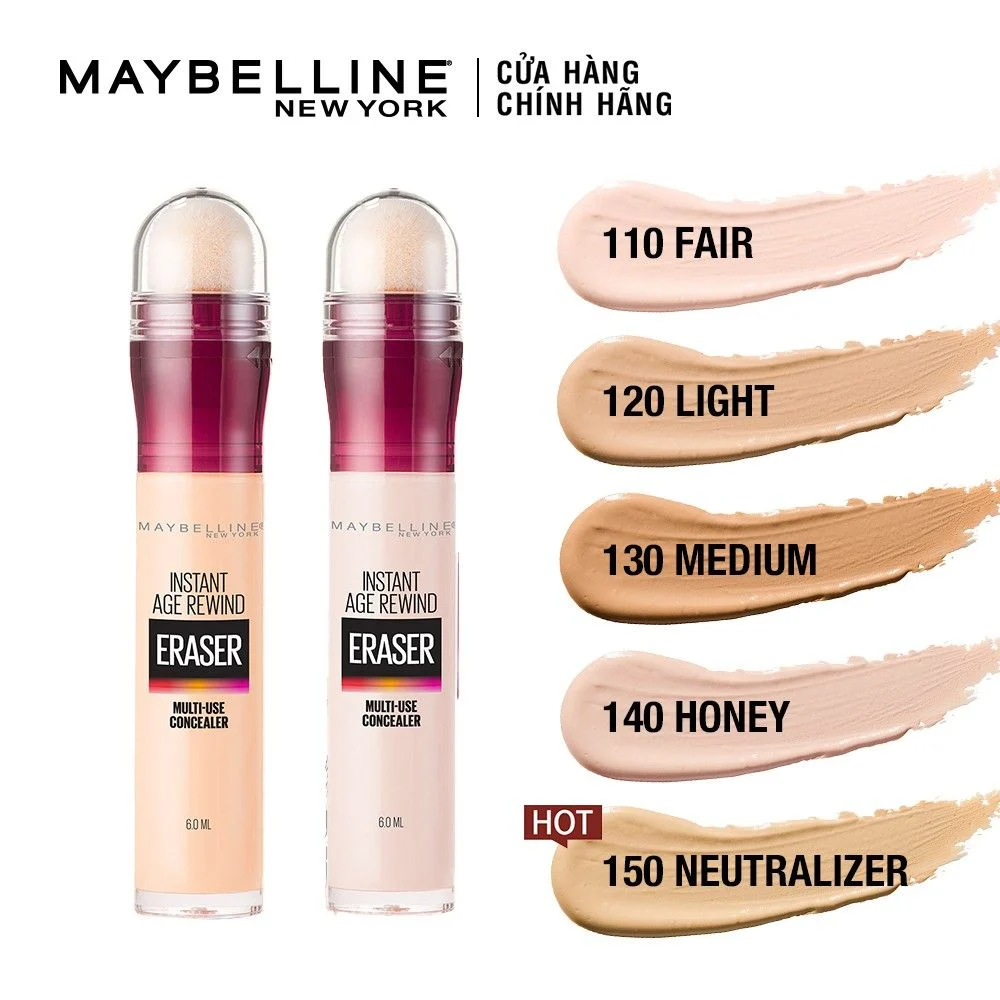 MAYBELLINE®
NEW YORK
CỬA HÀNG
CHÍNH HÃNG
MAYBELLINE®
NEW YORK
INSTANT
AGE REWIND
ERASER
MULTI-USE
CONCEALER
6.0 ML
MAYBELLINE®
NEW YORK
INSTANT
AGE REWIND
ERASER
MULTI-USE
CONCEALER
6.0 ML
110 FAIR
120 LIGHT
130 MEDIUM
140 HONEY
HOT
150 NEUTRALIZER